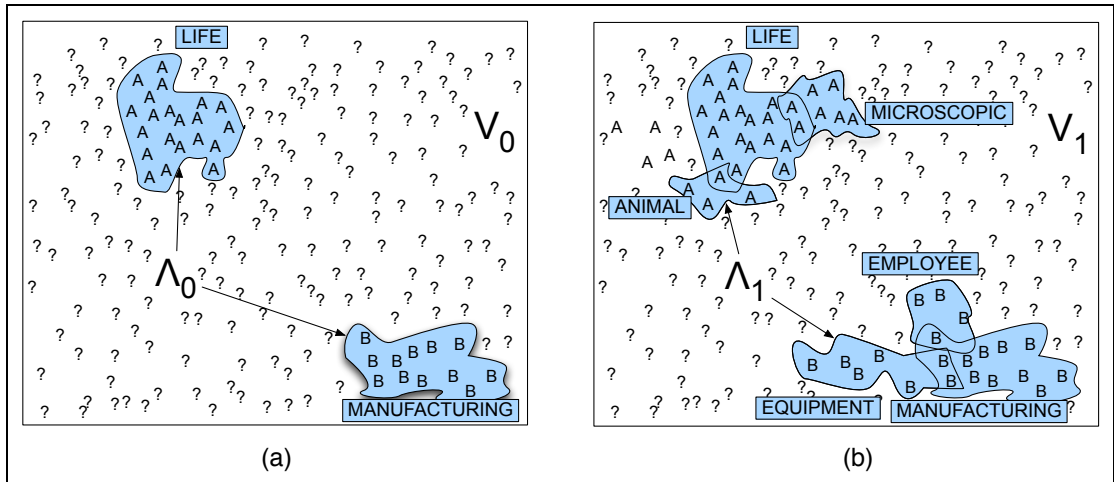 LIFE
V0
Λ0
MANUFACTURING
(a)
LIFE
MICROSCOPIC
V1
ANIMAL
Λ1
EMPLOYEE
EQUIPMENT
MANUFACTURING
(b)